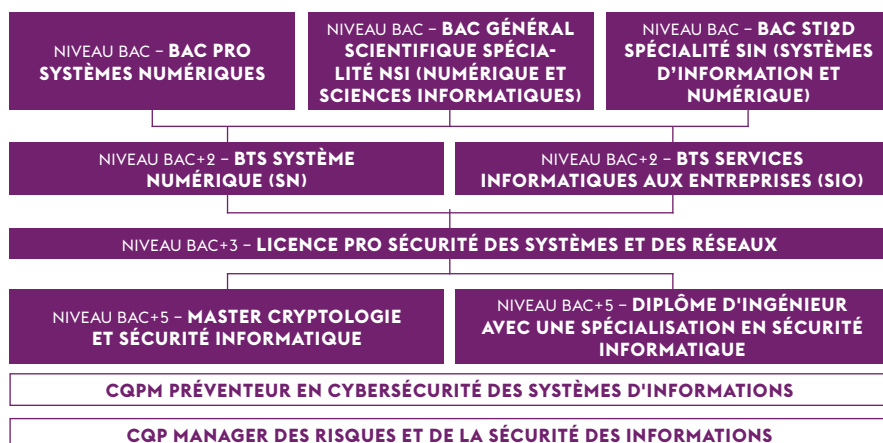 NIVEAU BAC – BAC PRO
SYSTÈMES NUMÉRIQUES
NIVEAU BAC – BAC GÉNÉRAL
SCIENTIFIQUE SPÉCIA-
LITÉ NSI (NUMÉRIQUE ET
SCIENCES INFORMATIQUES)
NIVEAU BAC – BAC STI2D
SPÉCIALITÉ SIN (SYSTÈMES
D’INFORMATION ET
NUMÉRIQUE)
NIVEAU BAC+2 – BTS SYSTÈME
NUMÉRIQUE (SN)
NIVEAU BAC+2 – BTS SERVICES
INFORMATIQUES AUX ENTREPRISES (SIO)
NIVEAU BAC+3 – LICENCE PRO SÉCURITÉ DES SYSTÈMES ET DES RÉSEAUX
NIVEAU BAC+5 – MASTER CRYPTOLOGIE
ET SÉCURITÉ INFORMATIQUE
NIVEAU BAC+5 – DIPLÔME D'INGÉNIEUR
AVEC UNE SPÉCIALISATION EN SÉCURITÉ
INFORMATIQUE
CQPM PRÉVENTEUR EN CYBERSÉCURITÉ DES SYSTÈMES D'INFORMATIONS
CQP MANAGER DES RISQUES ET DE LA SÉCURITÉ DES INFORMATIONS